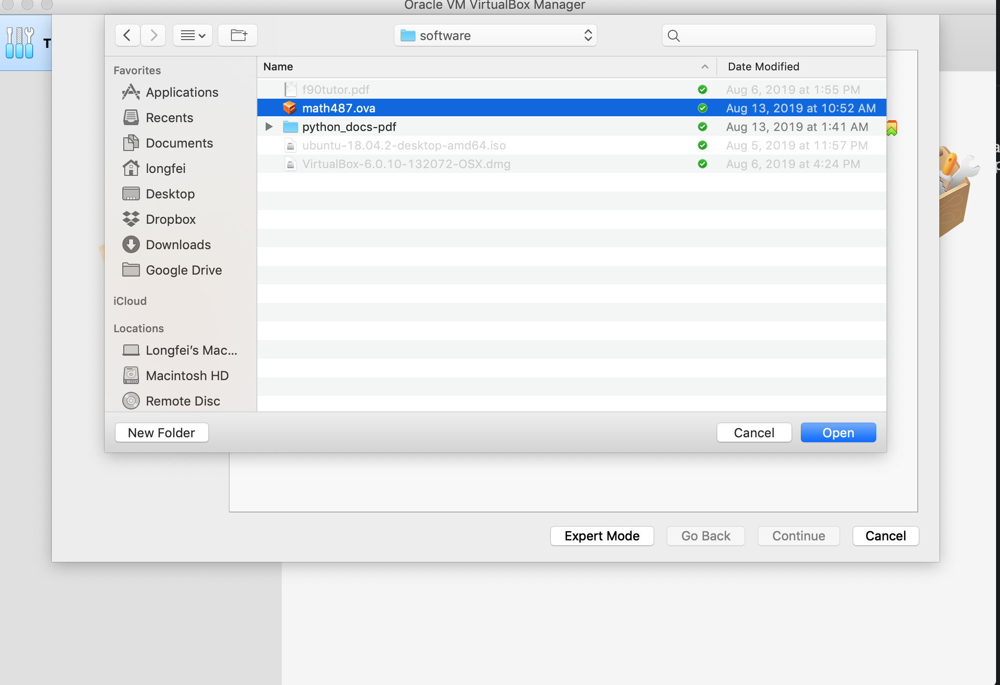 Oracle VM VirtualBox Manager
T
software
Favorites
Applications
Recents
Documents
longfei
Desktop
Dropbox
Downloads
Google Drive
iCloud
Locations
Longfei’s Mac...
Macintosh HD
Remote Disc
Name Date Modified
f90tutor.pdf Aug 6, 2019 at 1:55 PM
math487.ova Aug 13, 2019 at 10:52 AM
python_docs-pdf Aug 13, 2019 at 1:41 AM
ubuntu-18.04.2-desktop-amd64.iso Aug 5, 2019 at 11:57 PM
VirtualBox-6.0.10-132072-OSX.dmg Aug 6, 2019 at 4:24 PM
New Folder Cancel Open
Expert Mode Go Back Continue Cancel